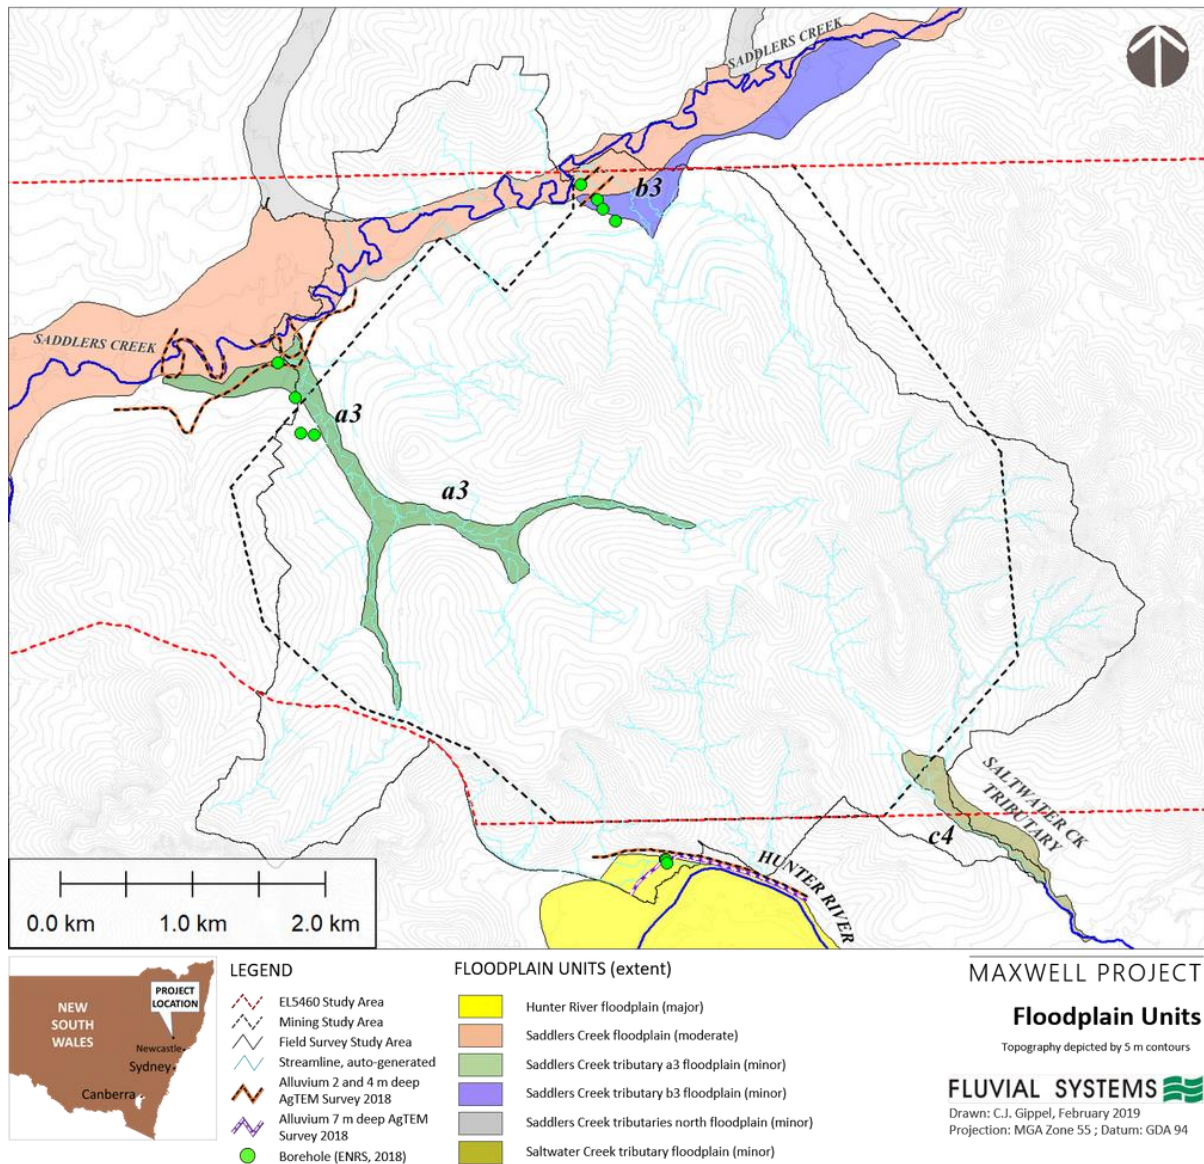 SADDLERS CREEK
b3
SADDLERS CREEK
a3
a3
SALTWATER CK
TRIBUTARY
c4
HUNTER RIVER
0.0 km 1.0 km 2.0 km
NEW
SOUTH
WALES
PROJECT
LOCATION
Newcastle
Sydney
Canberra
LEGEND
EL5460 Study Area
Mining Study Area
Field Survey Study Area
Streamline, auto-generated
Alluvium 2 and 4 m deep
AgTEM Survey 2018
Alluvium 7 m deep AgTEM
Survey 2018
Borehole (ENRS, 2018)
FLOODPLAIN UNITS (extent)
Hunter River floodplain (major)
Saddlers Creek floodplain (moderate)
Saddlers Creek tributary a3 floodplain (minor)
Saddlers Creek tributary b3 floodplain (minor)
Saddlers Creek tributaries north floodplain (minor)
Saltwater Creek tributary floodplain (minor)
MAXWELL PROJECT
Floodplain Units
Topography depicted by 5 m contours
FLUVIAL SYSTEMS
Drawn: C.J. Gippel, February 2019
Projection: MGA Zone 55 ; Datum: GDA 94